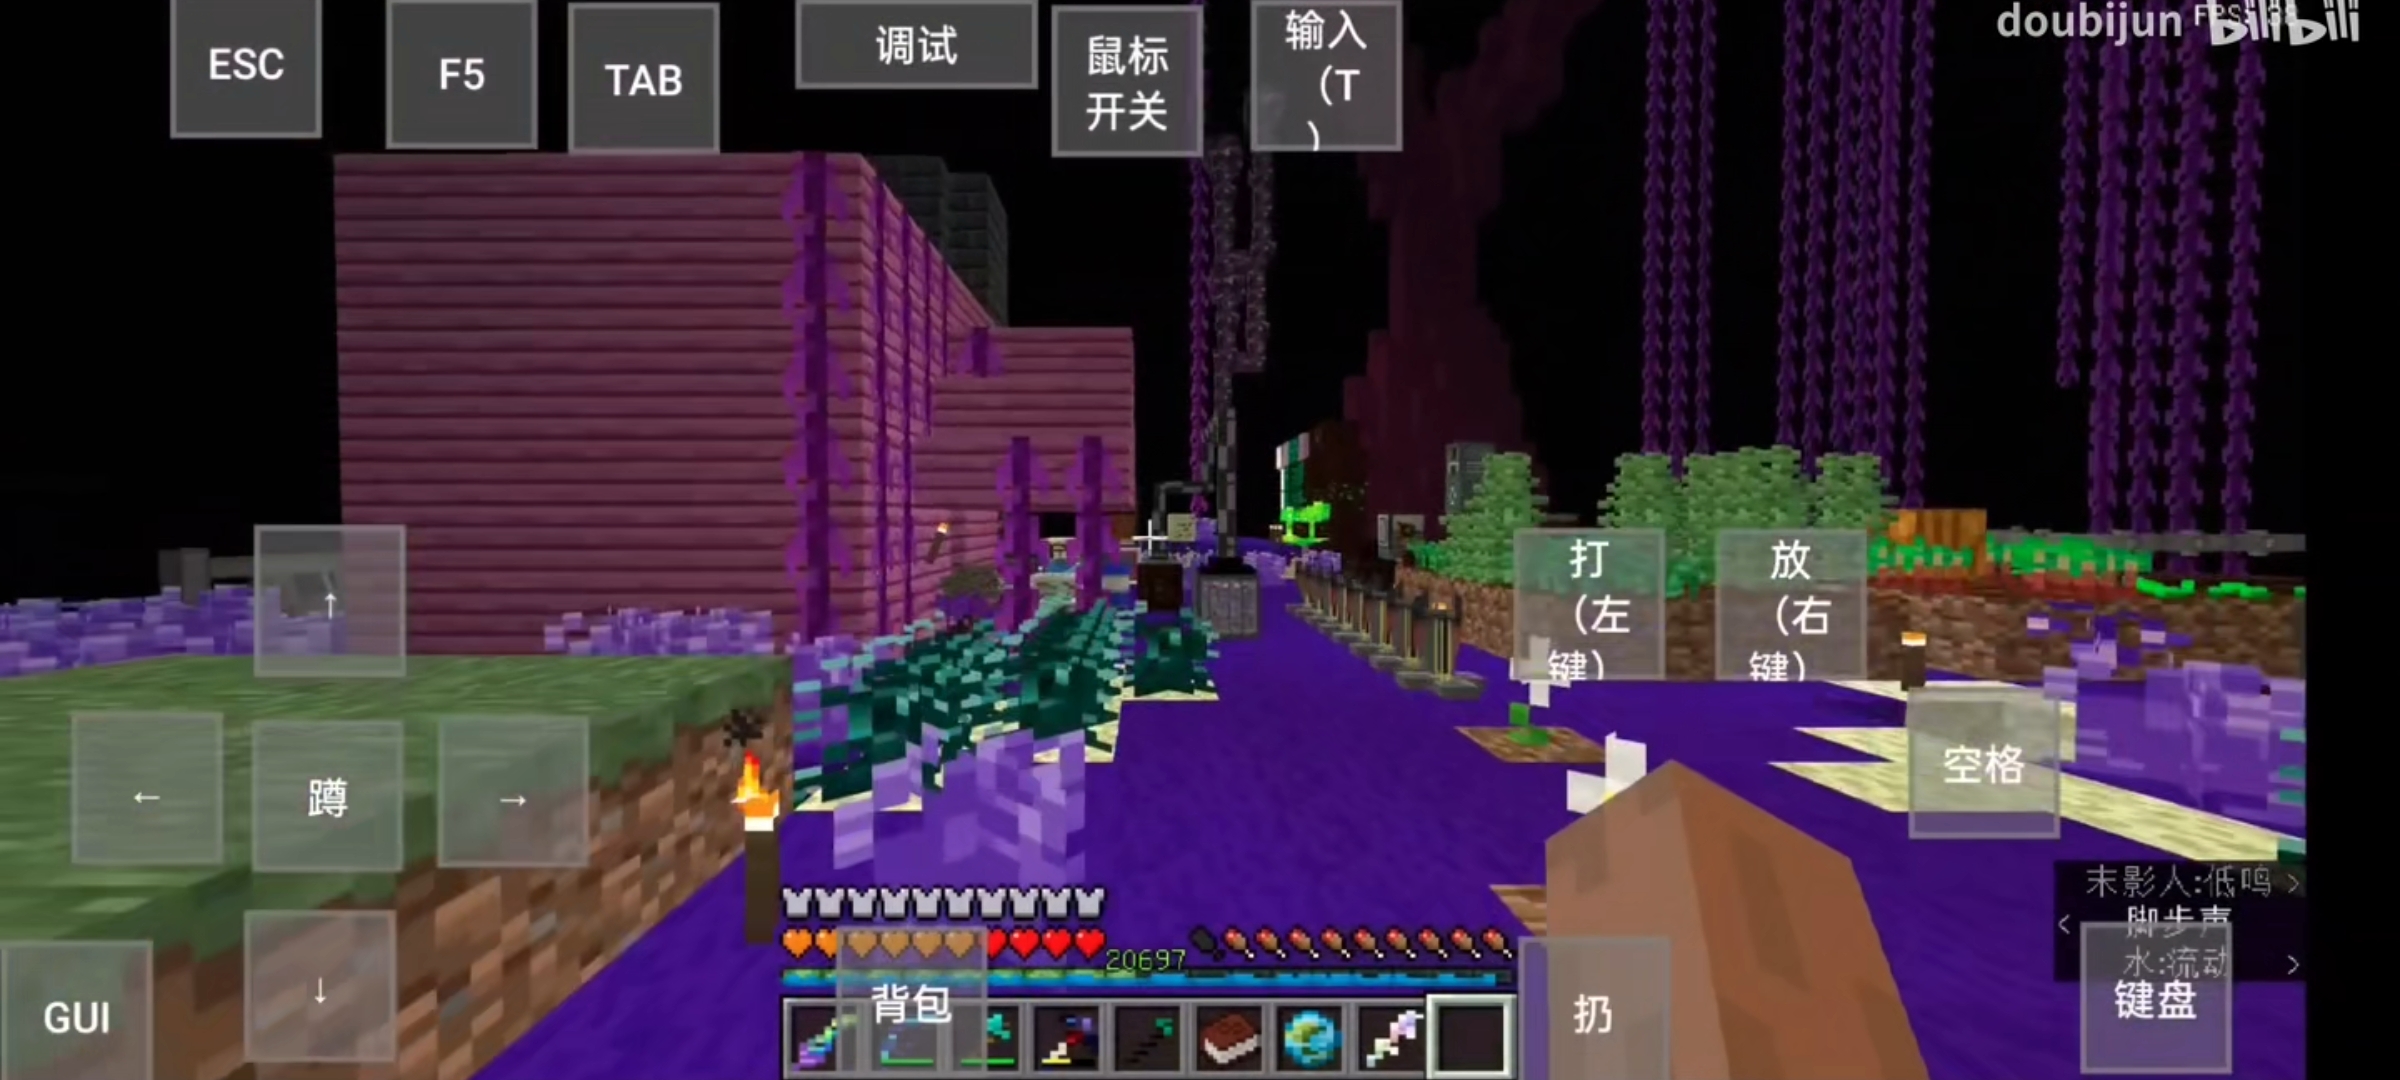 ESC
F5
TAB
调试
鼠标
开关
输入
（T
）
doubijun
bilibili
↑
←
蹲
→
↓
GUI
打
（左
键）
放
（右
键）
空格
末影人:低鸣 >
< 脚步声
水:流动 >
20697
背包
扔
键盘